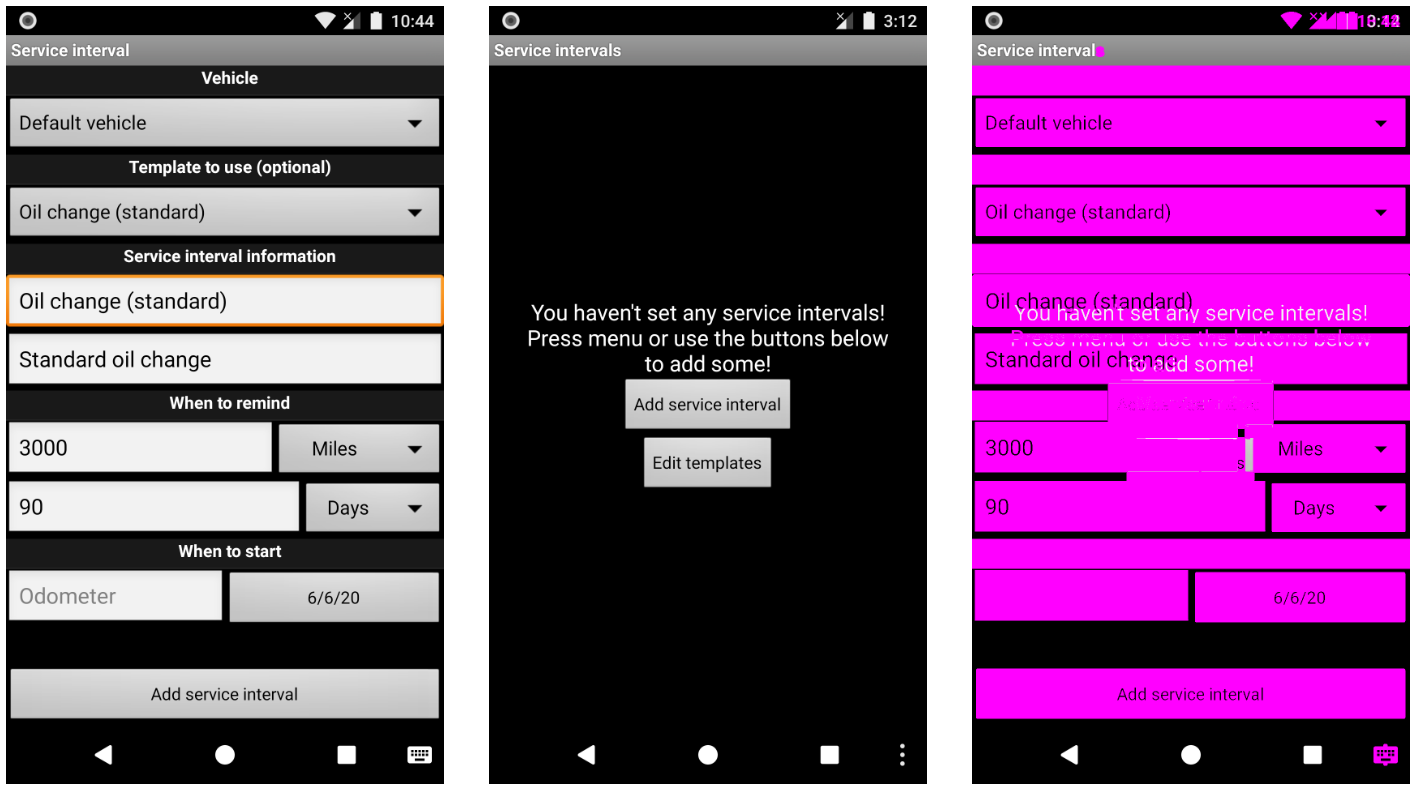 10:44
Service interval
Vehicle
Default vehicle
Template to use (optional)
Oil change (standard)
Service interval information
Oil change (standard)
Standard oil change
When to remind
3000 Miles
90 Days
When to start
Odometer 6/6/20
Add service interval
3:12
Service intervals
You haven't set any service intervals!
Press menu or use the buttons below
to add some!
Add service interval
Edit templates
Service intervals
Default vehicle
Oil change (standard)
Oil change (standard)
You haven't set any service intervals!
Press menu or use the buttons below
Standard oil change
to add some!
3000 Miles
90 Days
6/6/20
Add service interval